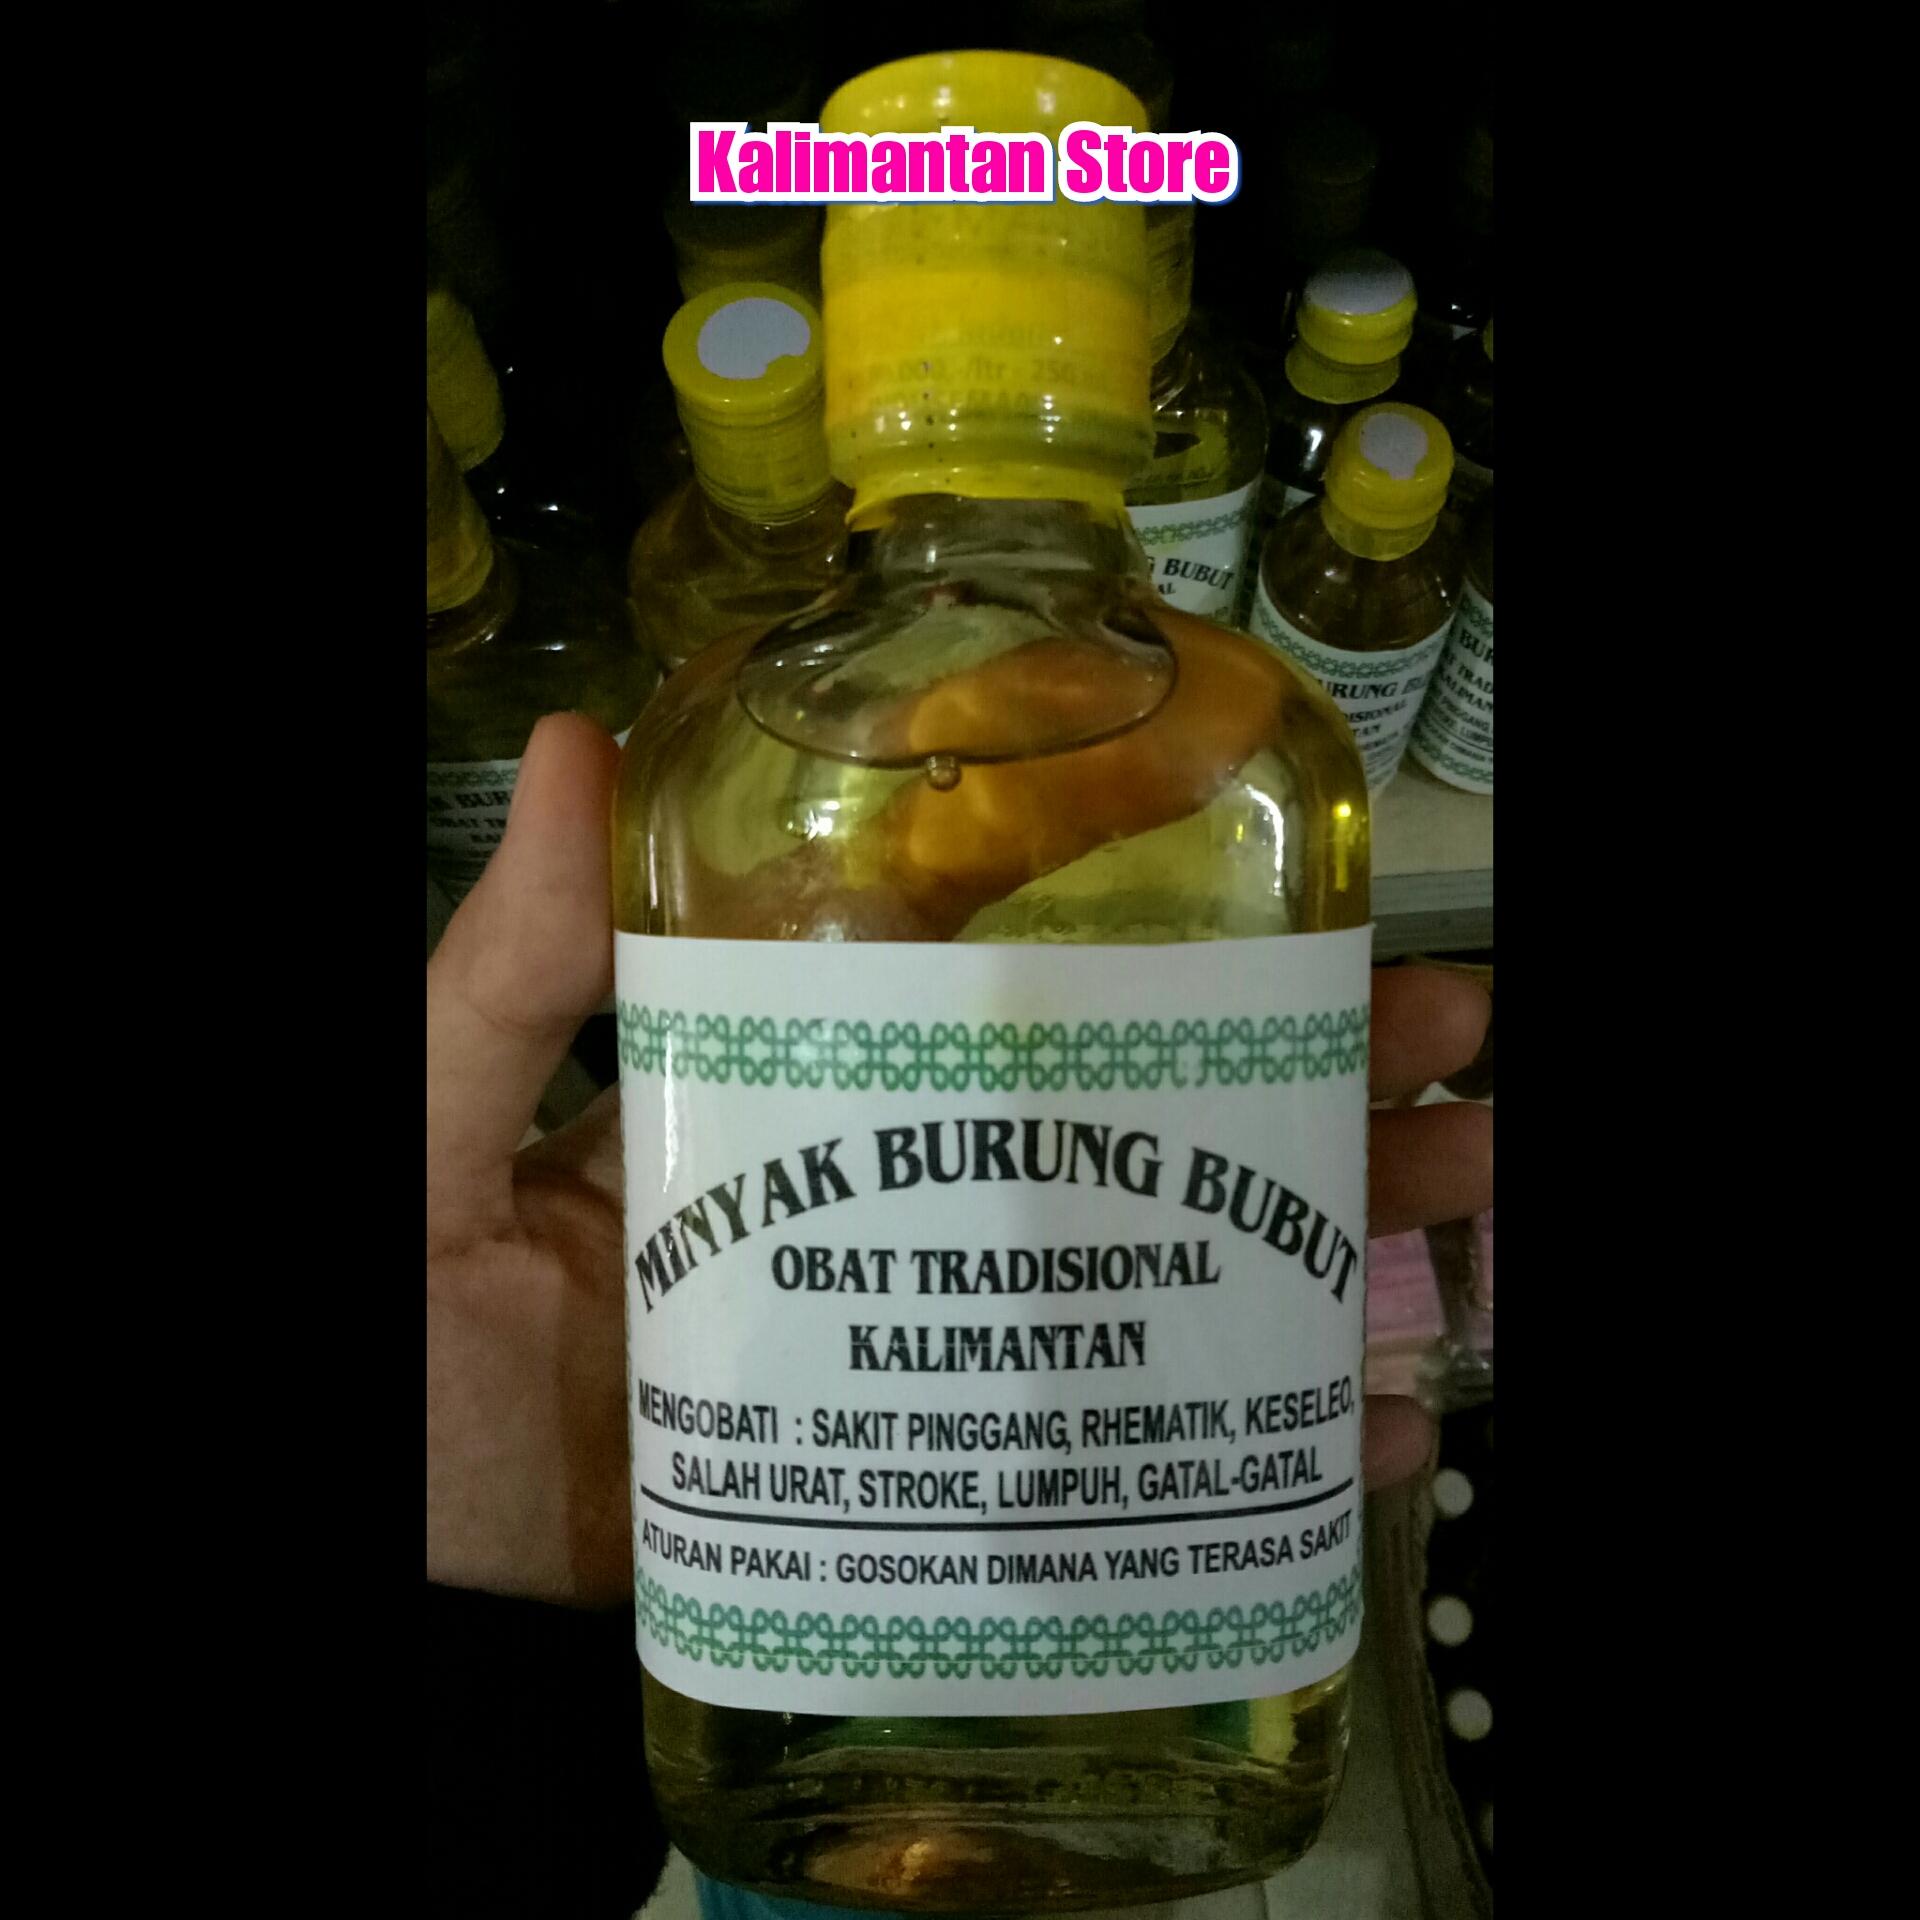 Kalimantan Store
G BUBUT
MINYAK BURUNG BUBUT
OBAT TRADISIONAL
KALIMANTAN
MENGOBATI : SAKIT PINGGANG, RHEMATIK, KESELEO,
SALAH URAT, STROKE, LUMPUH, GATAL-GATAL
ATURAN PAKAI : GOSOKAN DIMANA YANG TERASA SAKIT